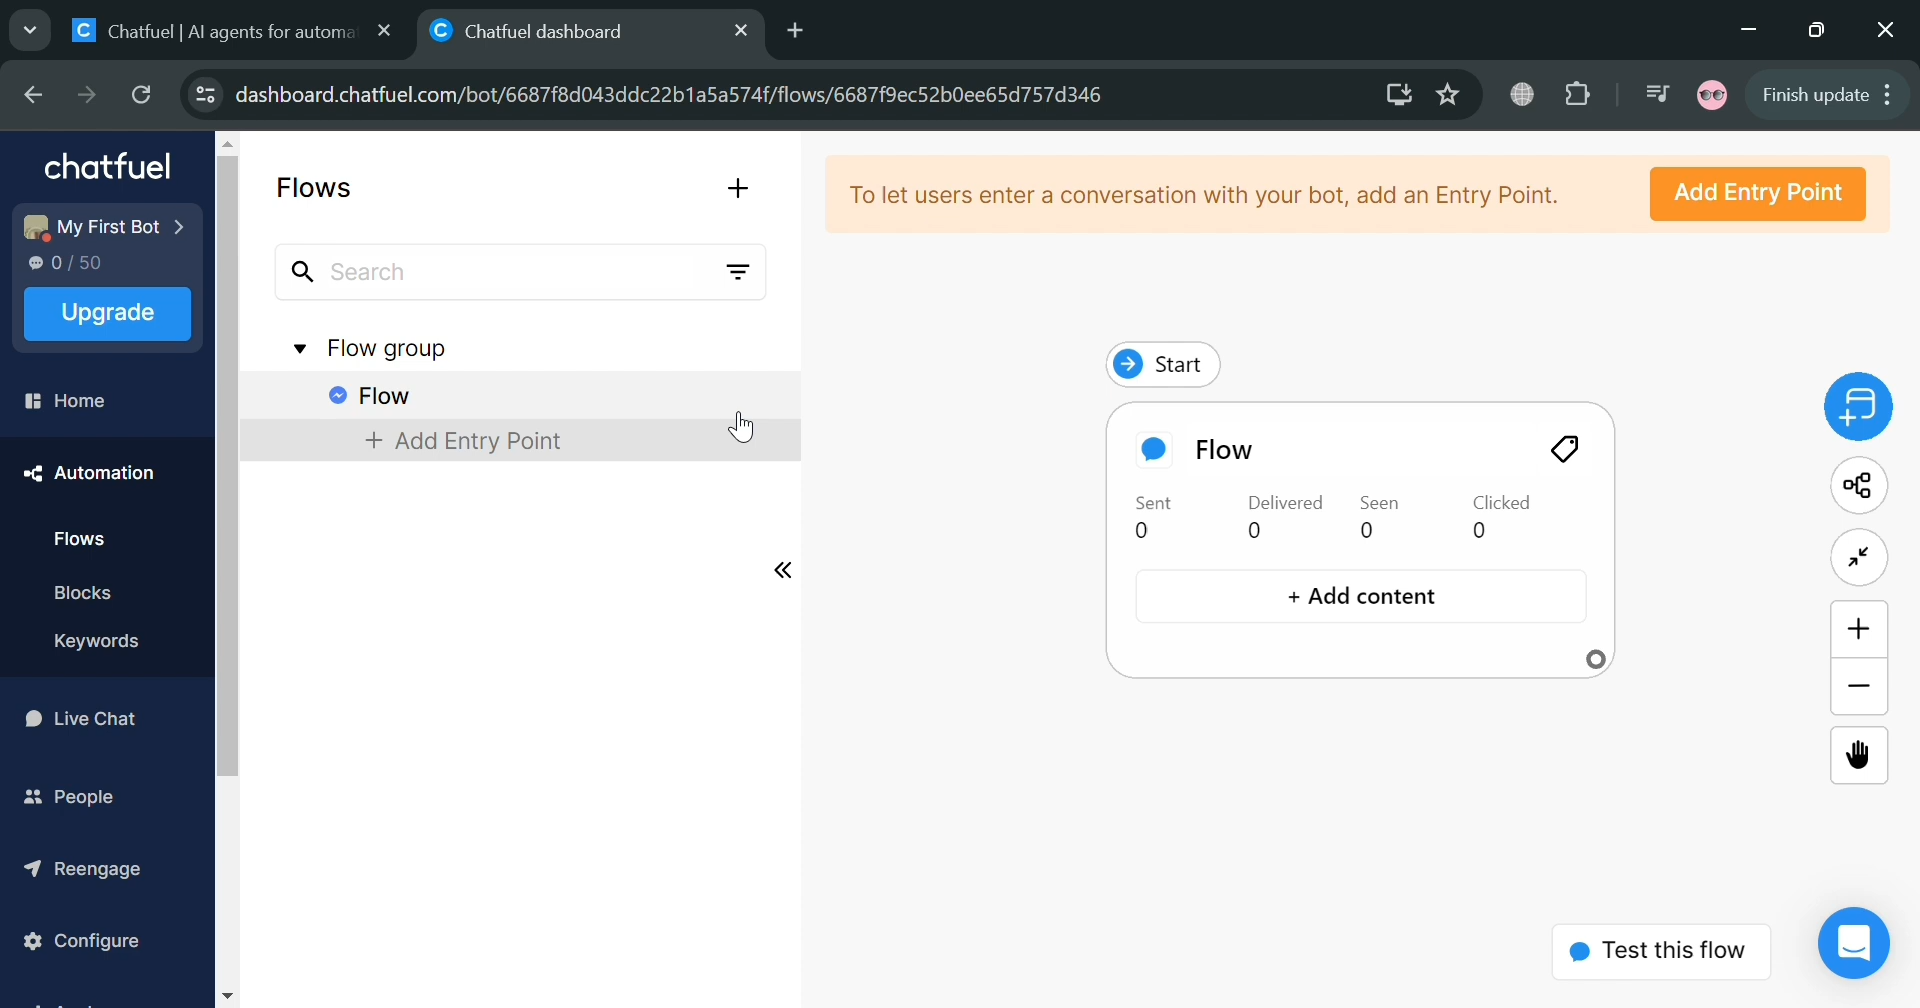 Chatfuel | AI agents for automa
Chatfuel dashboard
dashboard.chatfuel.com/bot/6687f8d043ddc22b1a5a574f/flows/6687f9ec52b0ee65d757d346
Finish update
chatfuel
My First Bot
0 / 50
Upgrade
Home
Automation
Flows
Blocks
Keywords
Live Chat
People
Reengage
Configure
Flows
Search
Flow group
Flow
+ Add Entry Point
To let users enter a conversation with your bot, add an Entry Point.
Add Entry Point
Start
Flow
Sent Delivered Seen Clicked
0 0 0 0
+ Add content
Test this flow